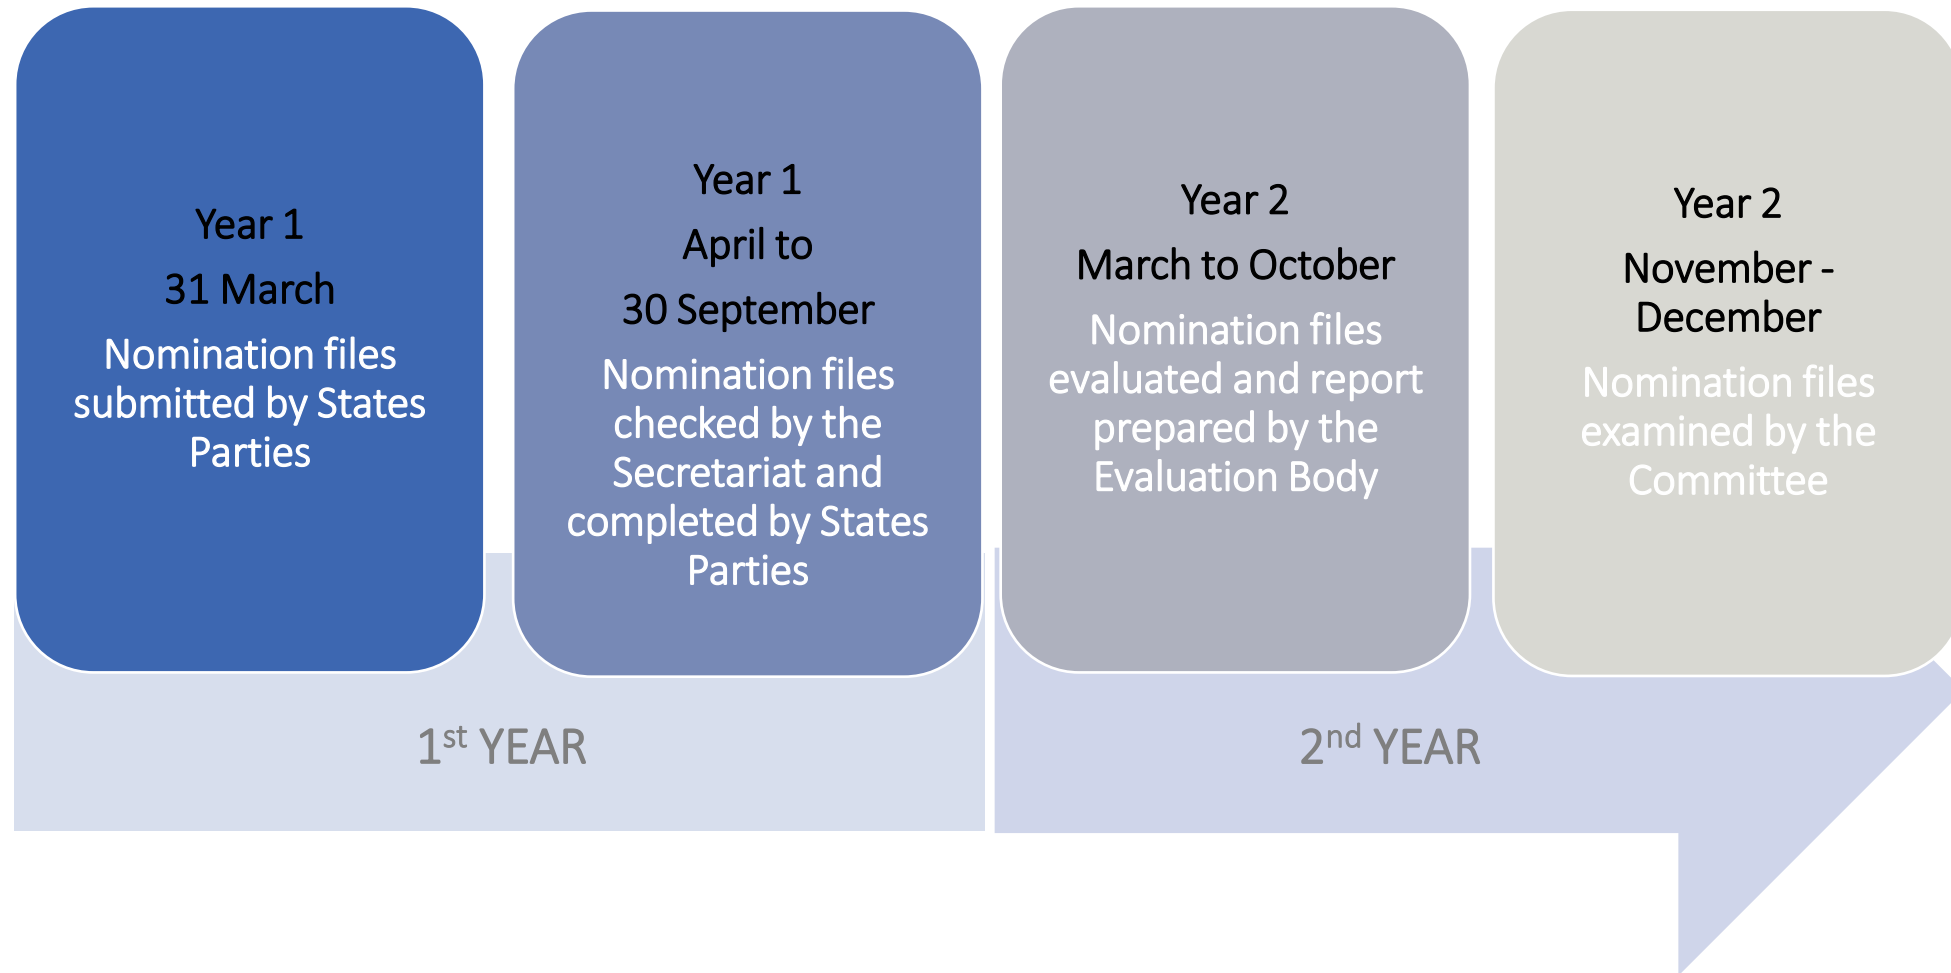 Year 1
31 March
Nomination files
submitted by States
Parties
Year 1
April to
30 September
Nomination files
checked by the
Secretariat and
completed by States
Parties
Year 2
March to October
Nomination files
evaluated and report
prepared by the
Evaluation Body
Year 2
November -
December
Nomination files
examined by the
Committee
1st YEAR
2nd YEAR